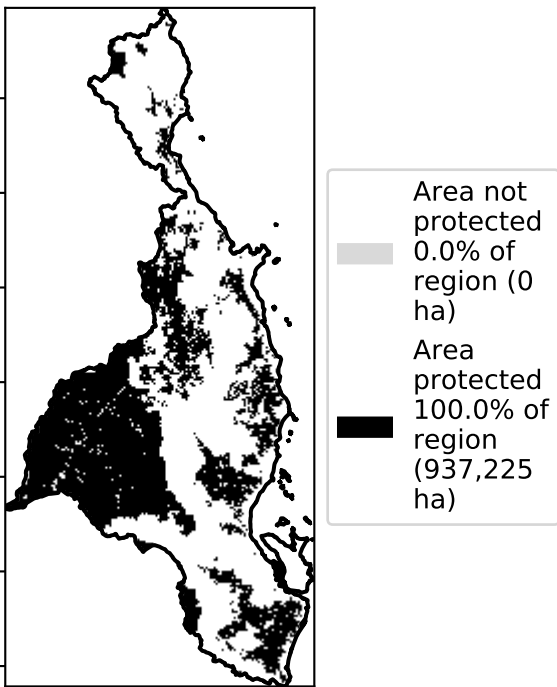 Area not
protected
0.0% of
region (0
ha)
Area
protected
100.0% of
region
(937,225
ha)